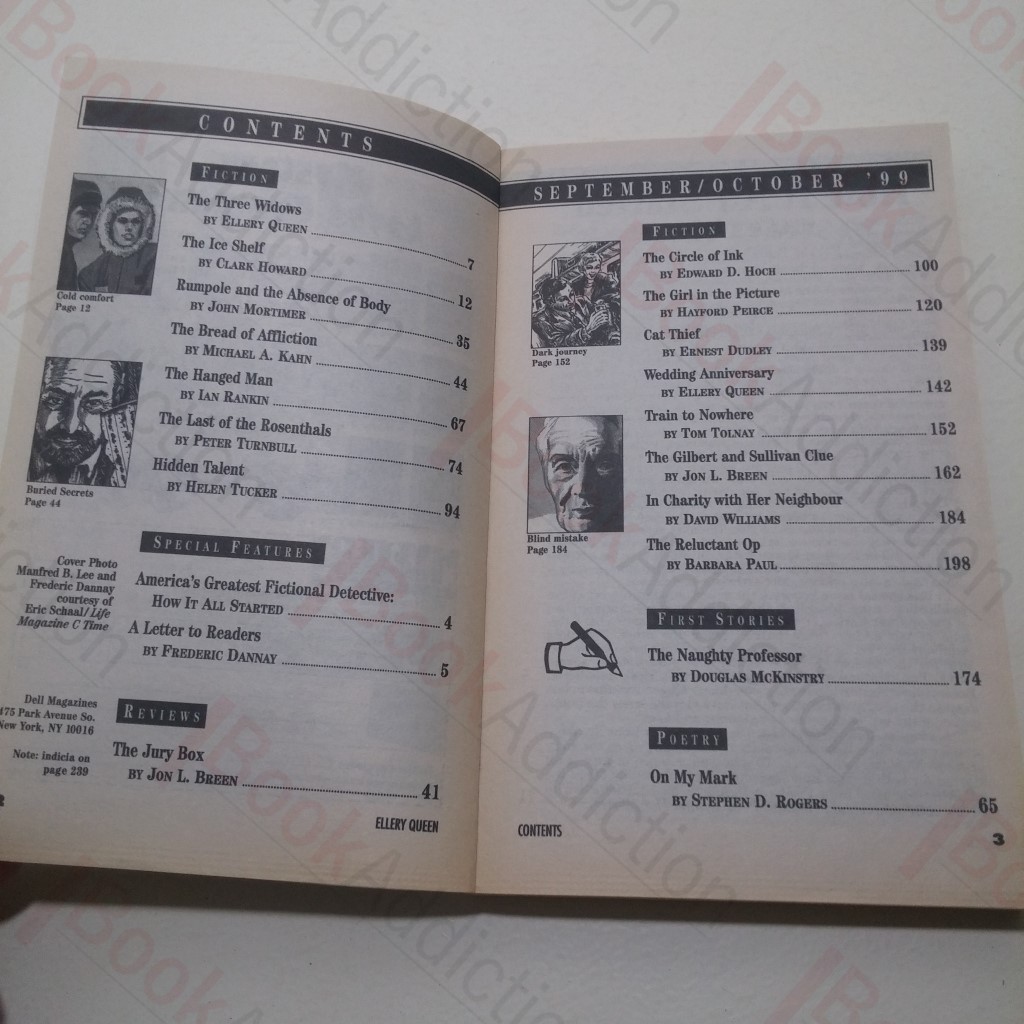 CONTENTS
FICTION
The Three Widows
BY ELLERY QUEEN 7
The Ice Shelf
BY CLARK HOWARD 12
Rumpole and the Absence of Body
BY JOHN MORTIMER 35
The Bread of Affliction
BY MICHAEL A. KAHN 44
The Hanged Man
BY IAN RANKIN 67
The Last of the Rosenthals
BY PETER TURNBULL 74
Hidden Talent
BY HELEN TUCKER 94
Cold comfort
Page 12
Buried Secrets
Page 44
SPECIAL FEATURES
America's Greatest Fictional Detective:
HOW IT ALL STARTED 4
A Letter to Readers
BY FREDERIC DANNAY 5
Cover Photo
Manfred B. Lee and
Frederic Dannay
courtesy of
Eric Schaal/Life
Magazine C Time
REVIEWS
The Jury Box
BY JON L. BREEN 41
Dell Magazines
475 Park Avenue So.
New York, NY 10016
Note: indicia on
page 239
ELLERY QUEEN
SEPTEMBER/OCTOBER '99
FICTION
The Circle of Ink
BY EDWARD D. HOCH 100
The Girl in the Picture
BY HAYFORD PEIRCE 120
Cat Thief
BY ERNEST DUDLEY 139
Wedding Anniversary
BY ELLERY QUEEN 142
Train to Nowhere
BY TOM TOLNAY 152
The Gilbert and Sullivan Clue
BY JON L. BREEN 162
In Charity with Her Neighbour
BY DAVID WILLIAMS 184
The Reluctant Op
BY BARBARA PAUL 198
Dark journey
Page 152
Blind mistake
Page 184
FIRST STORIES
The Naughty Professor
BY DOUGLAS MCKINSTRY 174
POETRY
On My Mark
BY STEPHEN D. ROGERS 65
CONTENTS
3
BookAddiction